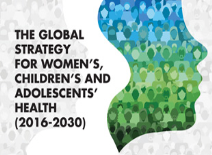 THE GLOBAL
STRATEGY
FOR WOMEN'S,
CHILDREN'S AND
ADOLESCENTS'
HEALTH
(2016-2030)